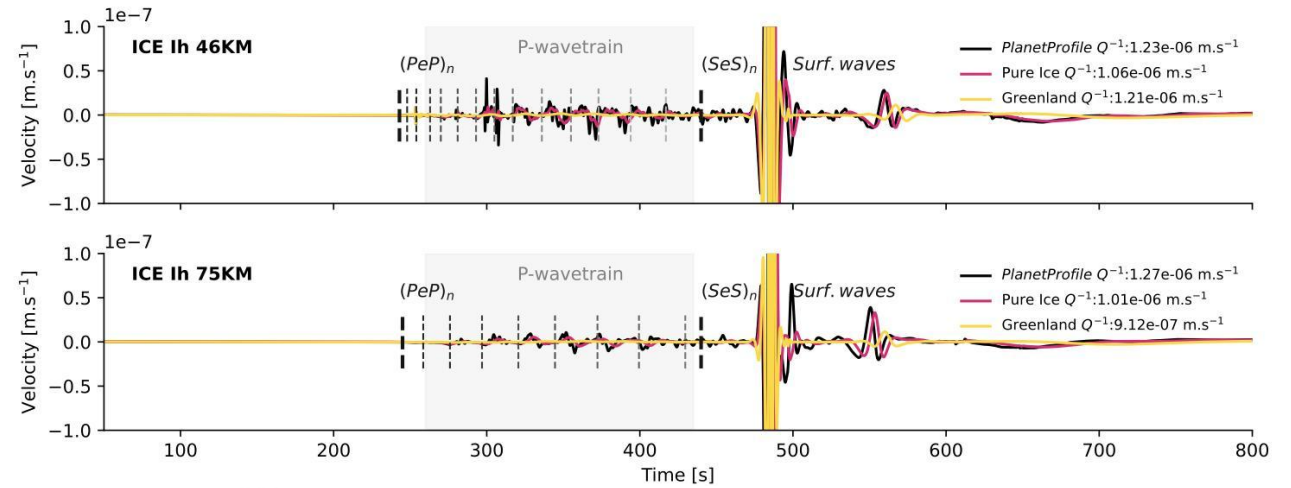 1e−7
1.0
0.5
0.0
−0.5
−1.0
Velocity [m.s⁻¹]
ICE Ih 46KM
(PeP)ₙ
P-wavetrain
(SeS)ₙ
Surf. waves
PlanetProfile Q⁻¹:1.23e-06 m.s⁻¹
Pure Ice Q⁻¹:1.06e-06 m.s⁻¹
Greenland Q⁻¹:1.21e-06 m.s⁻¹
1e−7
1.0
0.5
0.0
−0.5
−1.0
Velocity [m.s⁻¹]
ICE Ih 75KM
(PeP)ₙ
P-wavetrain
(SeS)ₙ
Surf. waves
PlanetProfile Q⁻¹:1.27e-06 m.s⁻¹
Pure Ice Q⁻¹:1.01e-06 m.s⁻¹
Greenland Q⁻¹:9.12e-07 m.s⁻¹
100 200 300 400 500 600 700 800
Time [s]